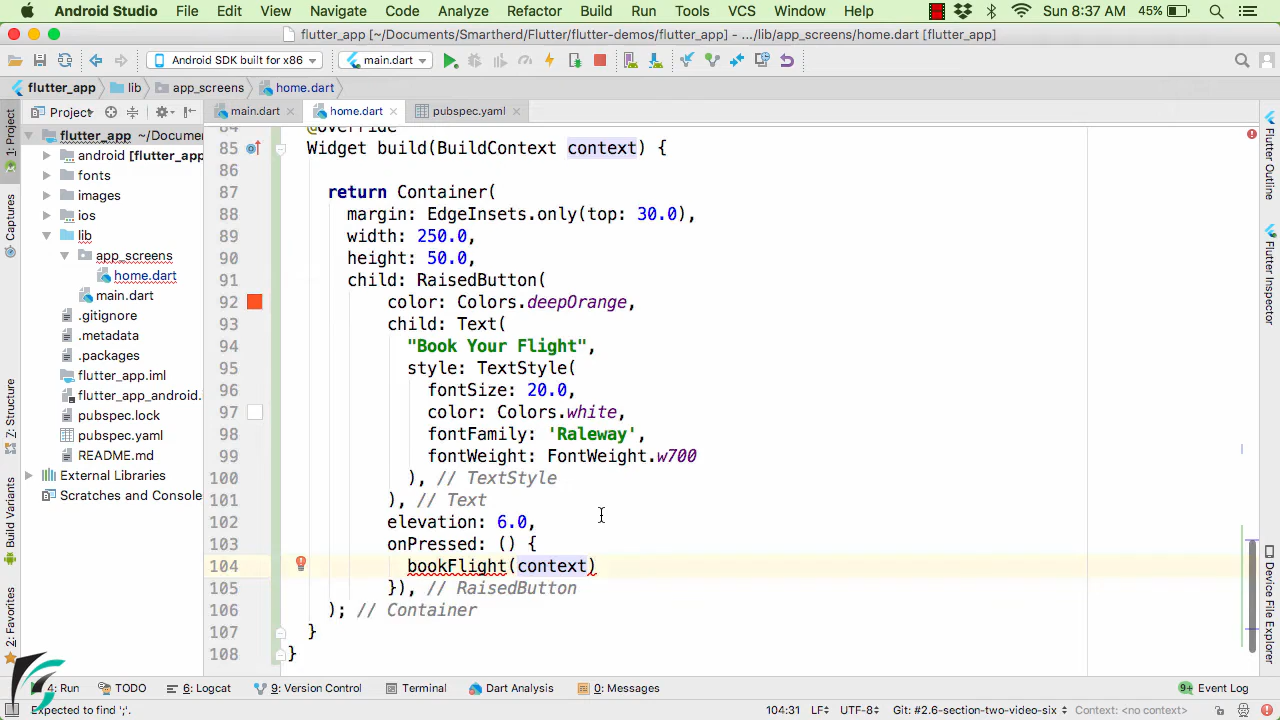 Android Studio File Edit View Navigate Code Analyze Refactor Build Run Tools VCS Window Help Sun 8:37 AM 45%
flutter_app [~/Documents/Smartherd/Flutter/flutter-demos/flutter_app] - .../lib/app_screens/home.dart [flutter_app]
Android SDK built for x86 main.dart
flutter_app lib app_screens home.dart
Project main.dart home.dart pubspec.yaml
flutter_app ~/Documen
android [flutter_app
fonts
images
ios
lib
app_screens
home.dart
main.dart
.gitignore
.metadata
.packages
flutter_app.iml
flutter_app_android.
pubspec.lock
pubspec.yaml
README.md
External Libraries
Scratches and Console
1: Project
Captures
7: Structure
Build Variants
2: Favorites
84 @override
85 Widget build(BuildContext context) {
86
87 return Container(
88 margin: EdgeInsets.only(top: 30.0),
89 width: 250.0,
90 height: 50.0,
91 child: RaisedButton(
92 color: Colors.deepOrange,
93 child: Text(
94 "Book Your Flight",
95 style: TextStyle(
96 fontSize: 20.0,
97 color: Colors.white,
98 fontFamily: 'Raleway',
99 fontWeight: FontWeight.w700
100 ), // TextStyle
101 ), // Text
102 elevation: 6.0,
103 onPressed: () {
104 bookFlight(context)
105 }), // RaisedButton
106 ); // Container
107 }
108 }
Flutter Outline
Flutter Inspector
Device File Explorer
4: Run TODO 6: Logcat 9: Version Control Terminal Dart Analysis 0: Messages 9+ Event Log
Expected to find ';'. 104:31 LF÷ UTF-8÷ Git: #2.6-section-two-video-six Context: <no context>